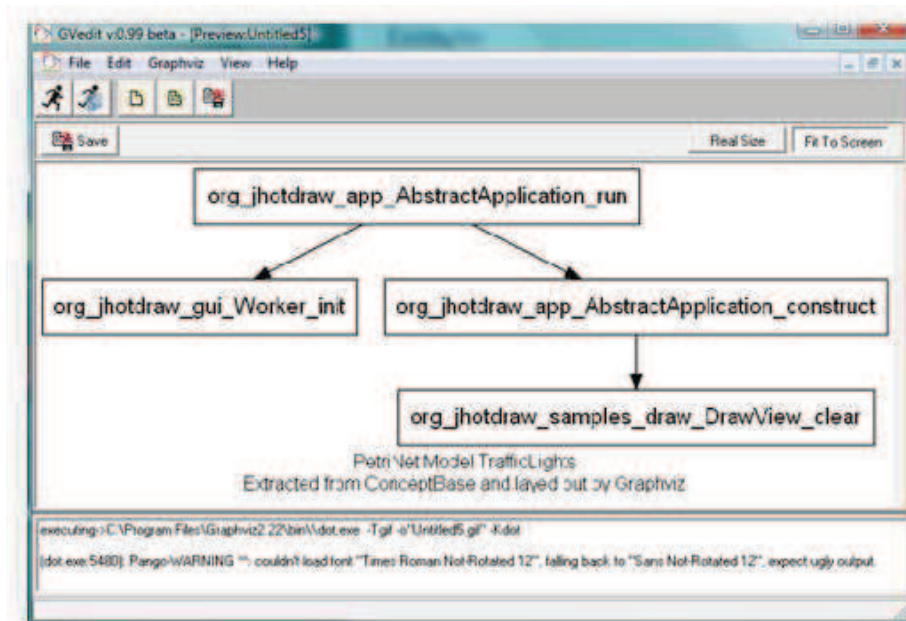 GVedit v.0.99 beta - [Preview:Untitled5]
File Edit Graphviz View Help
Save Real Size Fit To Screen
org_jhotdraw_app_AbstractApplication_run
org_jhotdraw_gui_Worker_init org_jhotdraw_app_AbstractApplication_construct
org_jhotdraw_samples_draw_DrawView_clear
PetriNet Model TrafficLights
Extracted from ConceptBase and layed out by Graphviz
executing->C:\Program Files\Graphviz2.22\bin\\dot.exe -Tgif -o"Untitled5.gif" -Kdot
(dot.exe:5480): Pango-WARNING **: couldn't load font "Times Roman Not-Rotated 12", falling back to "Sans Not-Rotated 12", expect ugly output.